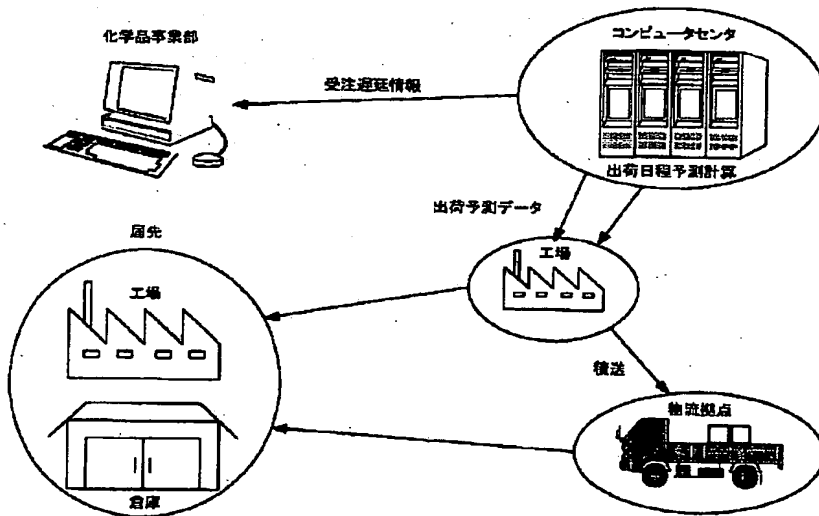 化学品事業部
コンピュータセンタ
受注遅延情報
出荷日程予測計算
出荷予測データ
届先
工場
工場
積送
物流拠点
倉庫